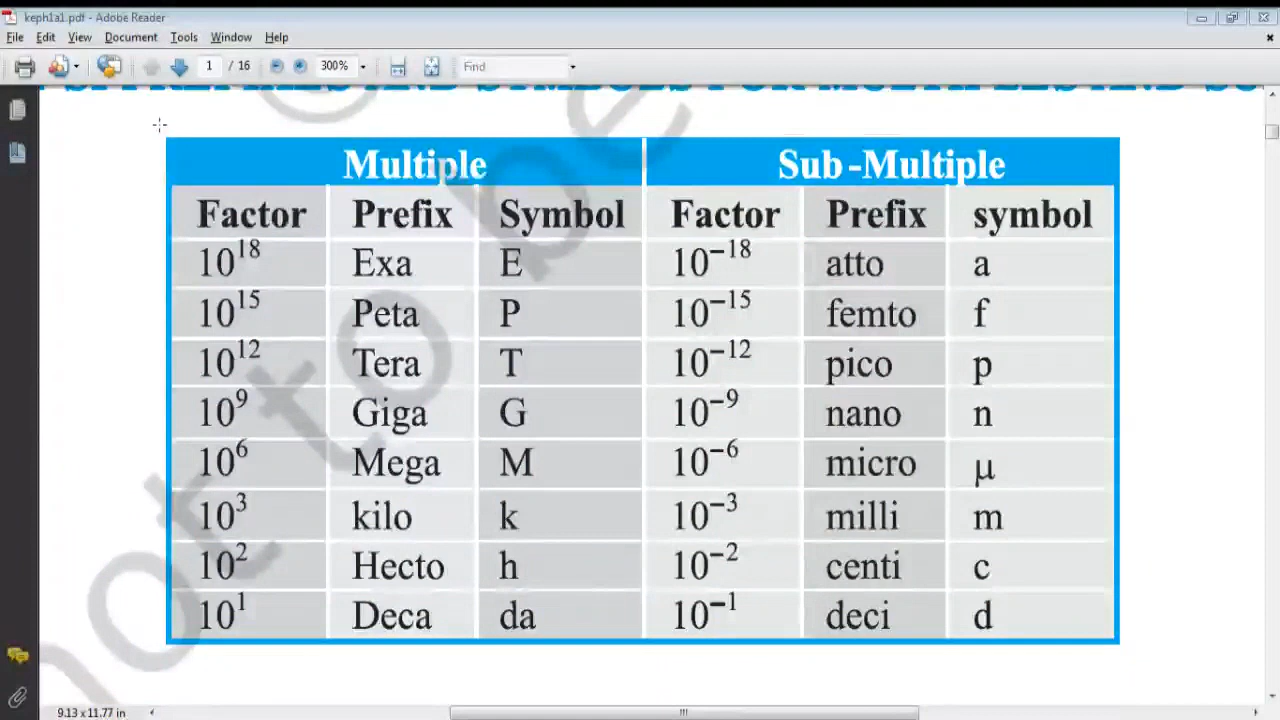 keph1a1.pdf - Adobe Reader
File Edit View Document Tools Window Help
1 / 16 300% Find
Multiple Sub-Multiple
Factor Prefix Symbol Factor Prefix symbol
10¹⁸ Exa E 10⁻¹⁸ atto a
10¹⁵ Peta P 10⁻¹⁵ femto f
10¹² Tera T 10⁻¹² pico p
10⁹ Giga G 10⁻⁹ nano n
10⁶ Mega M 10⁻⁶ micro μ
10³ kilo k 10⁻³ milli m
10² Hecto h 10⁻² centi c
10¹ Deca da 10⁻¹ deci d
not to be
9.13 x 11.77 in